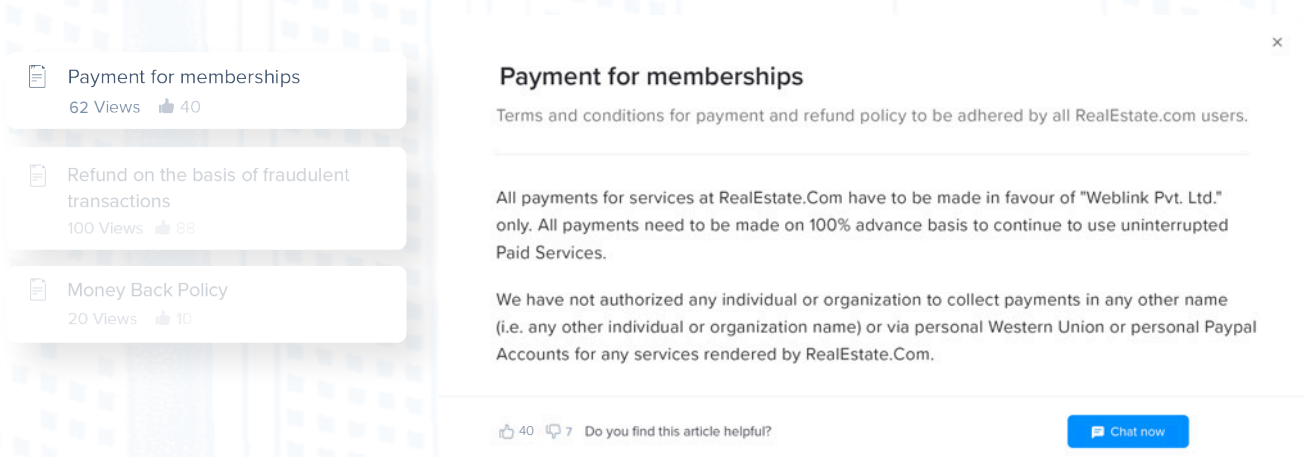 Payment for memberships
62 Views 40
Refund on the basis of fraudulent
transactions
100 Views 88
Money Back Policy
20 Views 10
Payment for memberships
Terms and conditions for payment and refund policy to be adhered by all RealEstate.com users.
All payments for services at RealEstate.Com have to be made in favour of "Weblink Pvt. Ltd."
only. All payments need to be made on 100% advance basis to continue to use uninterrupted
Paid Services.
We have not authorized any individual or organization to collect payments in any other name
(i.e. any other individual or organization name) or via personal Western Union or personal Paypal
Accounts for any services rendered by RealEstate.Com.
40 7 Do you find this article helpful?
Chat now